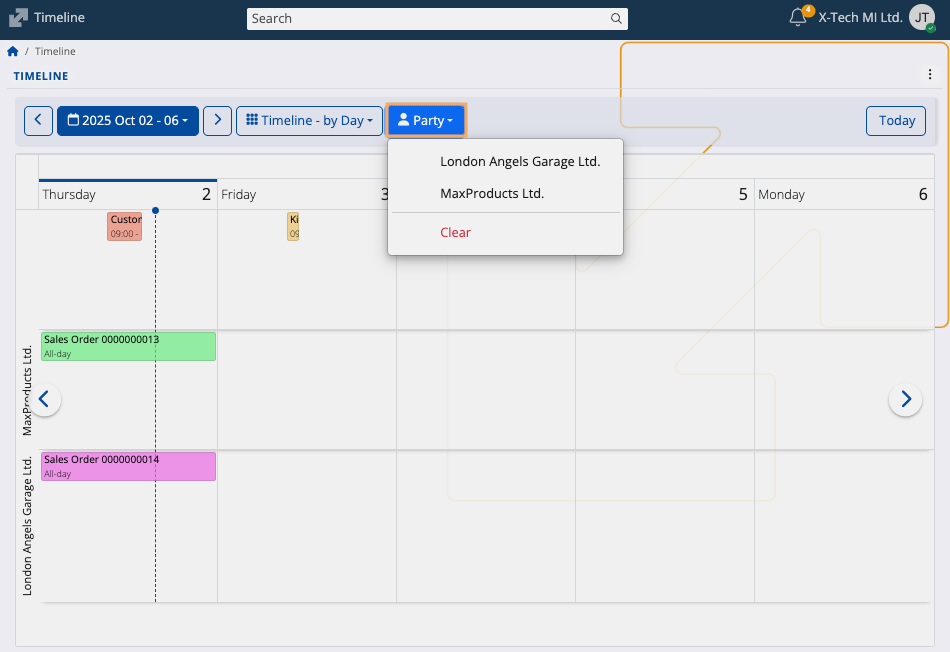 Timeline
Search
4
X-Tech MI Ltd.
JT
/ Timeline
TIMELINE
2025 Oct 02 - 06
Timeline - by Day
Party
Today
London Angels Garage Ltd.
MaxProducts Ltd.
Clear
Thursday 2
Friday 3
5
Monday 6
Custor
09:00 -
Ki
09
Sales Order 0000000013
All-day
MaxProducts Ltd.
Sales Order 0000000014
All-day
London Angels Garage Ltd.